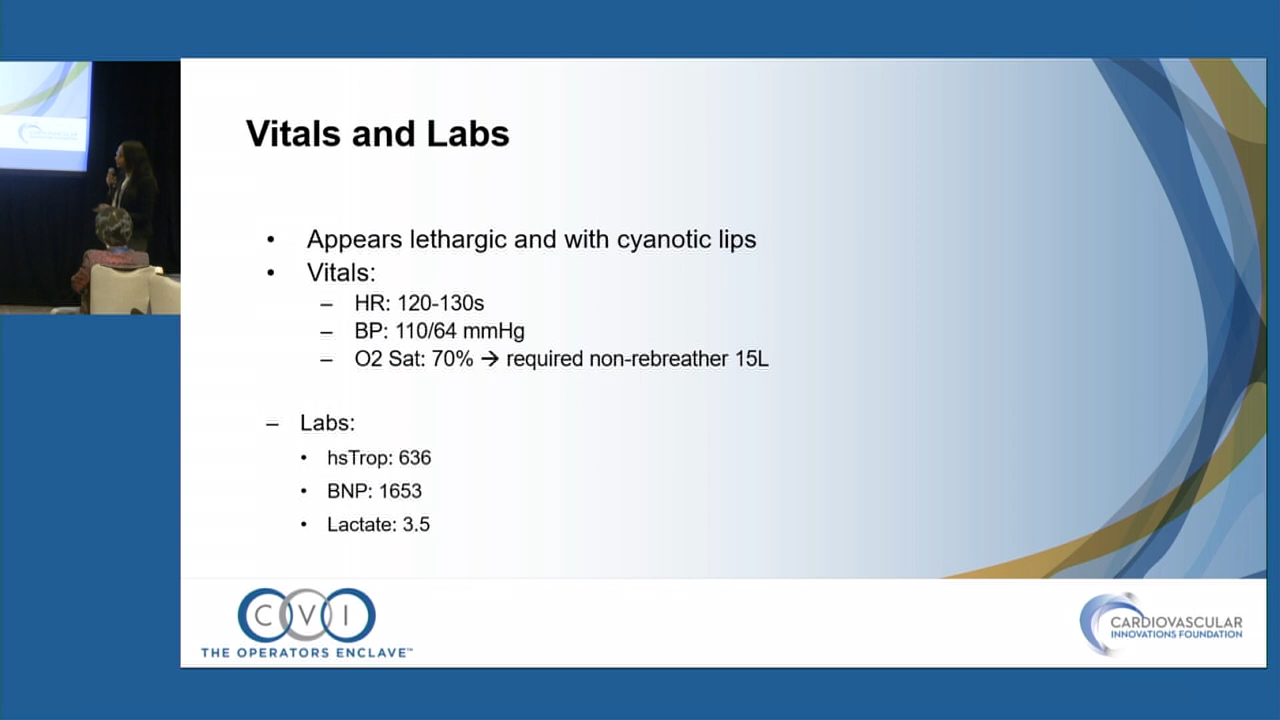 Vitals and Labs
• Appears lethargic and with cyanotic lips
• Vitals:
– HR: 120-130s
– BP: 110/64 mmHg
– O2 Sat: 70% → required non-rebreather 15L
– Labs:
• hsTrop: 636
• BNP: 1653
• Lactate: 3.5
CVI
THE OPERATORS ENCLAVE™
CARDIOVASCULAR
INNOVATIONS FOUNDATION